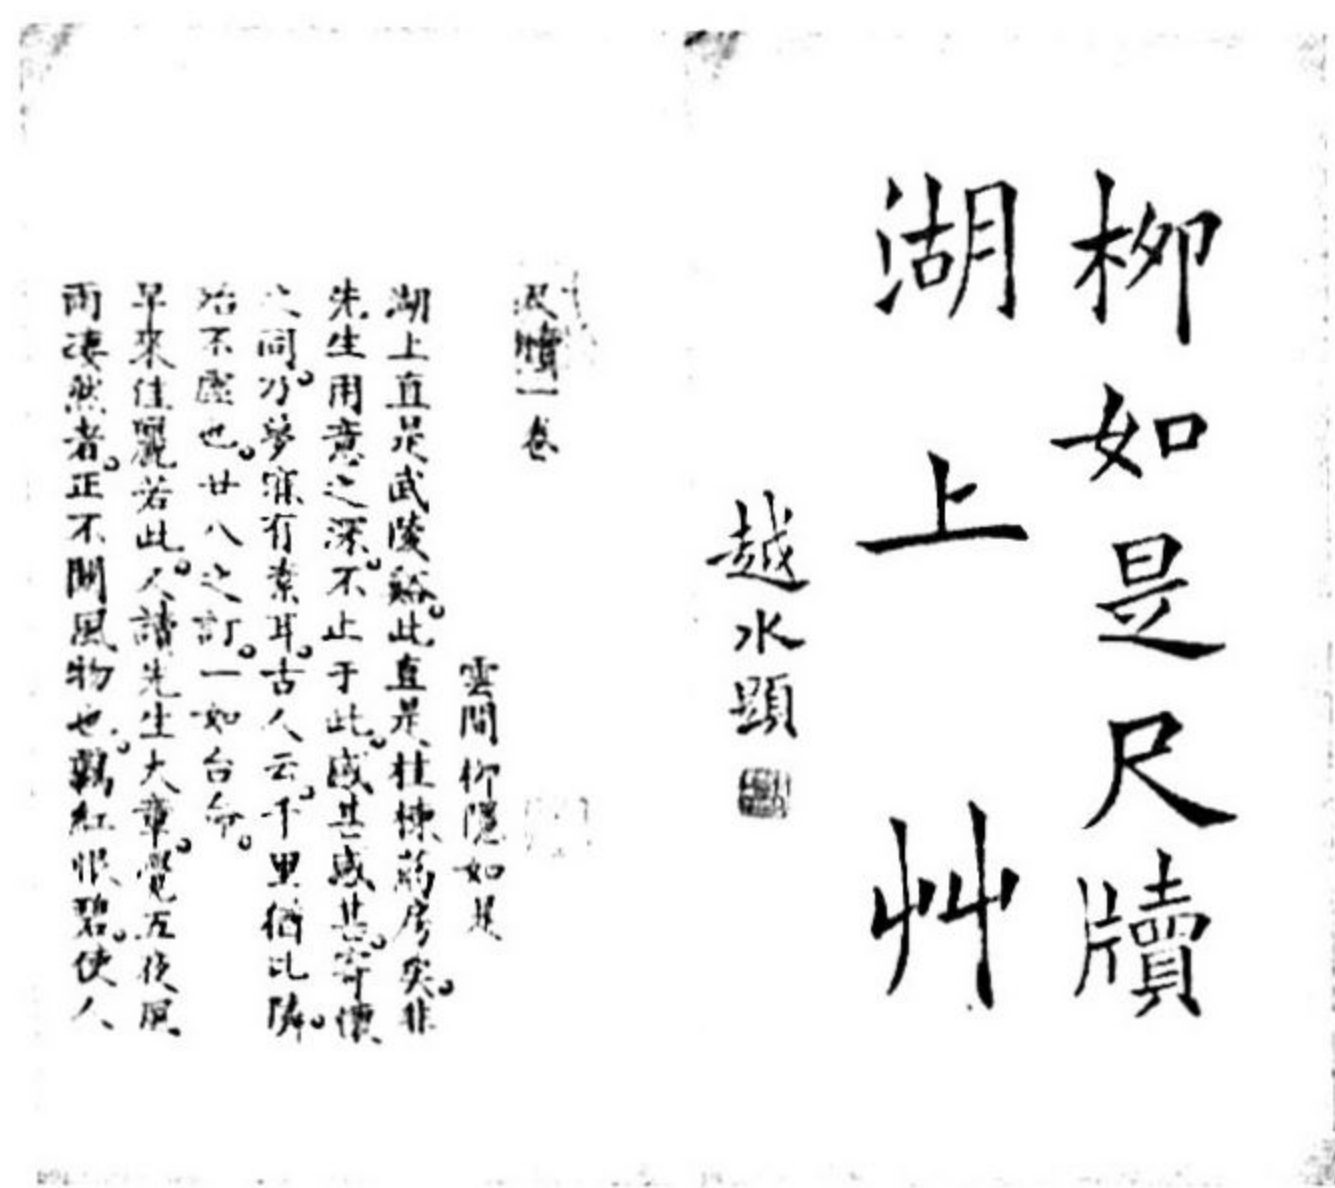 柳如是尺牘
湖上艸
越水題
尺牘一卷
雲間柳隱如是
湖上直是武陵谿。此直是桂棟葯房矣。非
先生用意之深。不止于此。感甚感甚。寄懷
之同。乃夢寐有素耳。古人云。千里猶比隣。
殆不虛也。廿八之訂。一如台命。
早來佳麗若此。人讀先生大章。覺五夜風
雨淒然者。正不關風物也。羈紅恨碧。使人